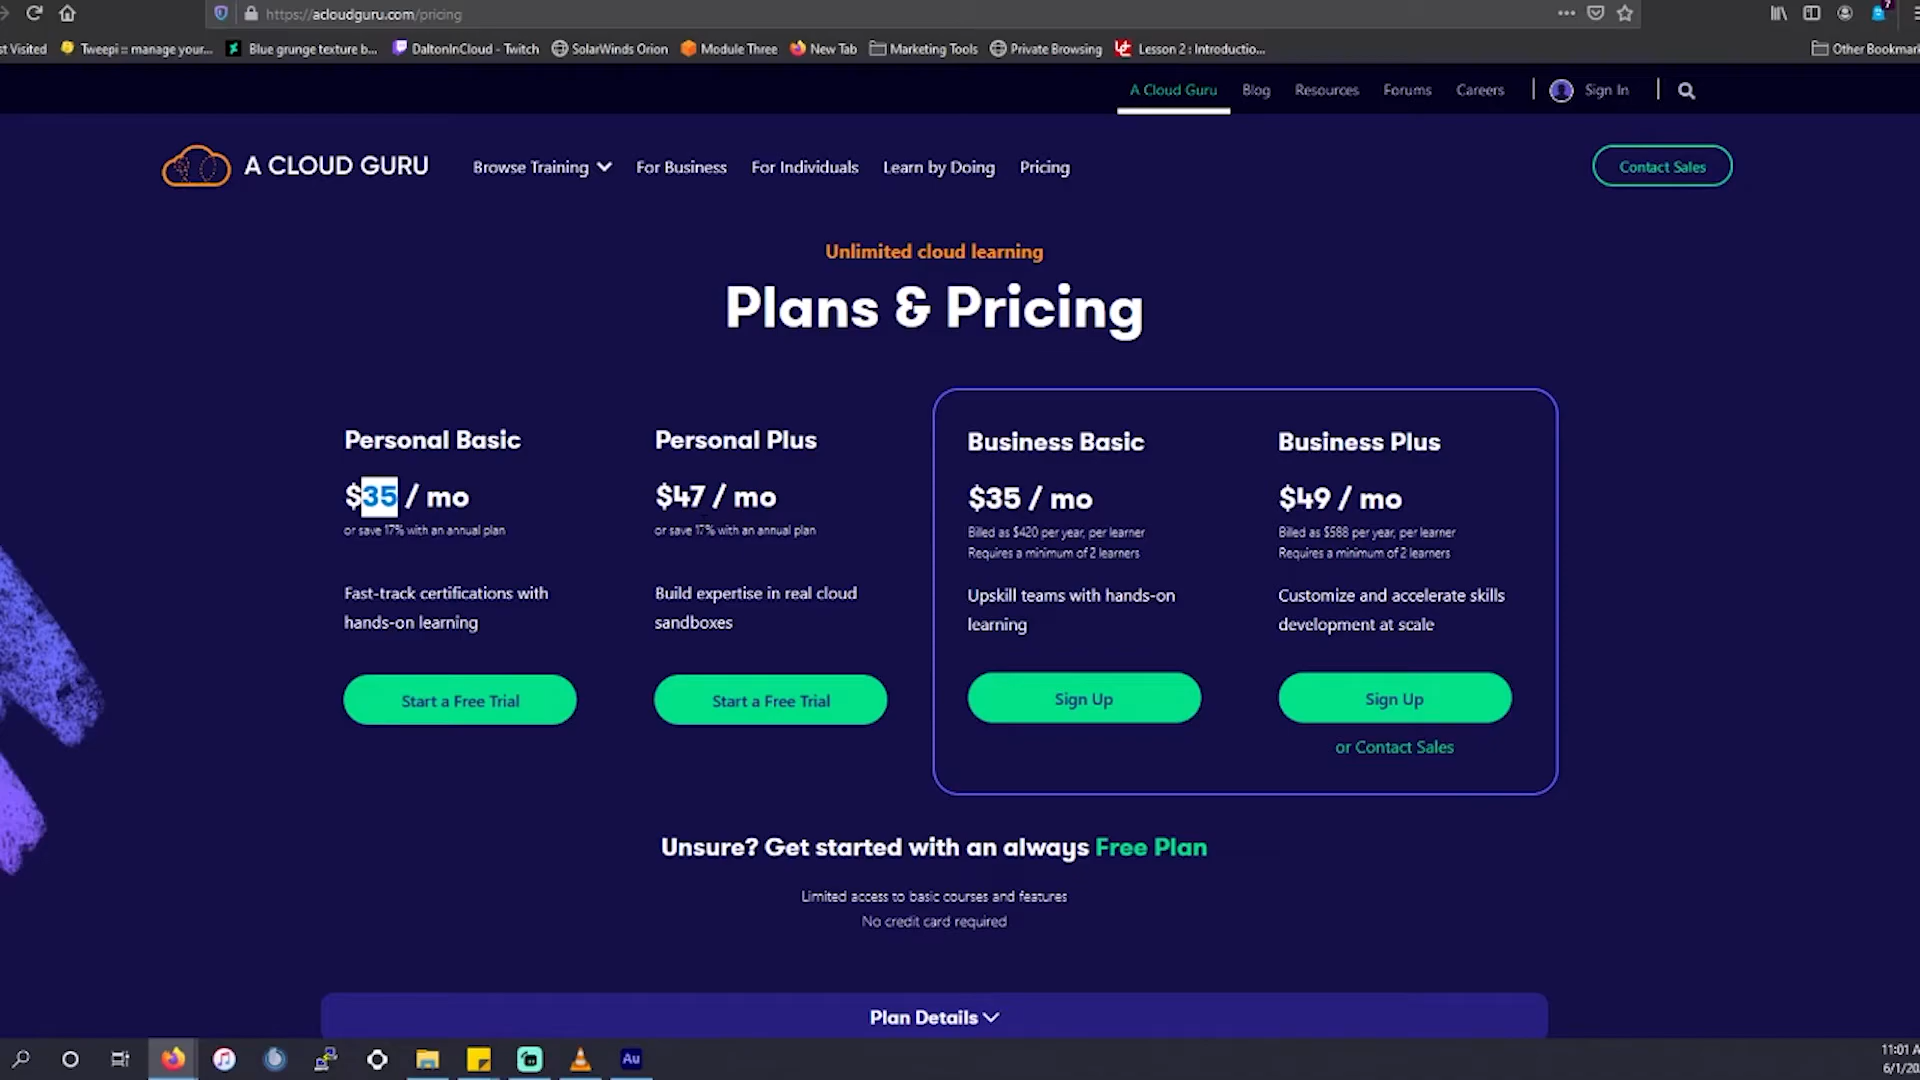 https://acloudguru.com/pricing
st Visited
Tweepi :: manage your...
Blue grunge texture b...
DaltonInCloud - Twitch
SolarWinds Orion
Module Three
New Tab
Marketing Tools
Private Browsing
Lesson 2 : Introductio...
Other Bookmar
A Cloud Guru
Blog
Resources
Forums
Careers
Sign In
A CLOUD GURU
Browse Training
For Business
For Individuals
Learn by Doing
Pricing
Contact Sales
Unlimited cloud learning
Plans & Pricing
Personal Basic
$35 / mo
or save 17% with an annual plan
Fast-track certifications with
hands-on learning
Start a Free Trial
Personal Plus
$47 / mo
or save 17% with an annual plan
Build expertise in real cloud
sandboxes
Start a Free Trial
Business Basic
$35 / mo
Billed as $420 per year, per learner
Requires a minimum of 2 learners
Upskill teams with hands-on
learning
Sign Up
Business Plus
$49 / mo
Billed as $588 per year, per learner
Requires a minimum of 2 learners
Customize and accelerate skills
development at scale
Sign Up
or Contact Sales
Unsure? Get started with an always Free Plan
Limited access to basic courses and features
No credit card required
Plan Details
Au
11:01 A
6/1/20